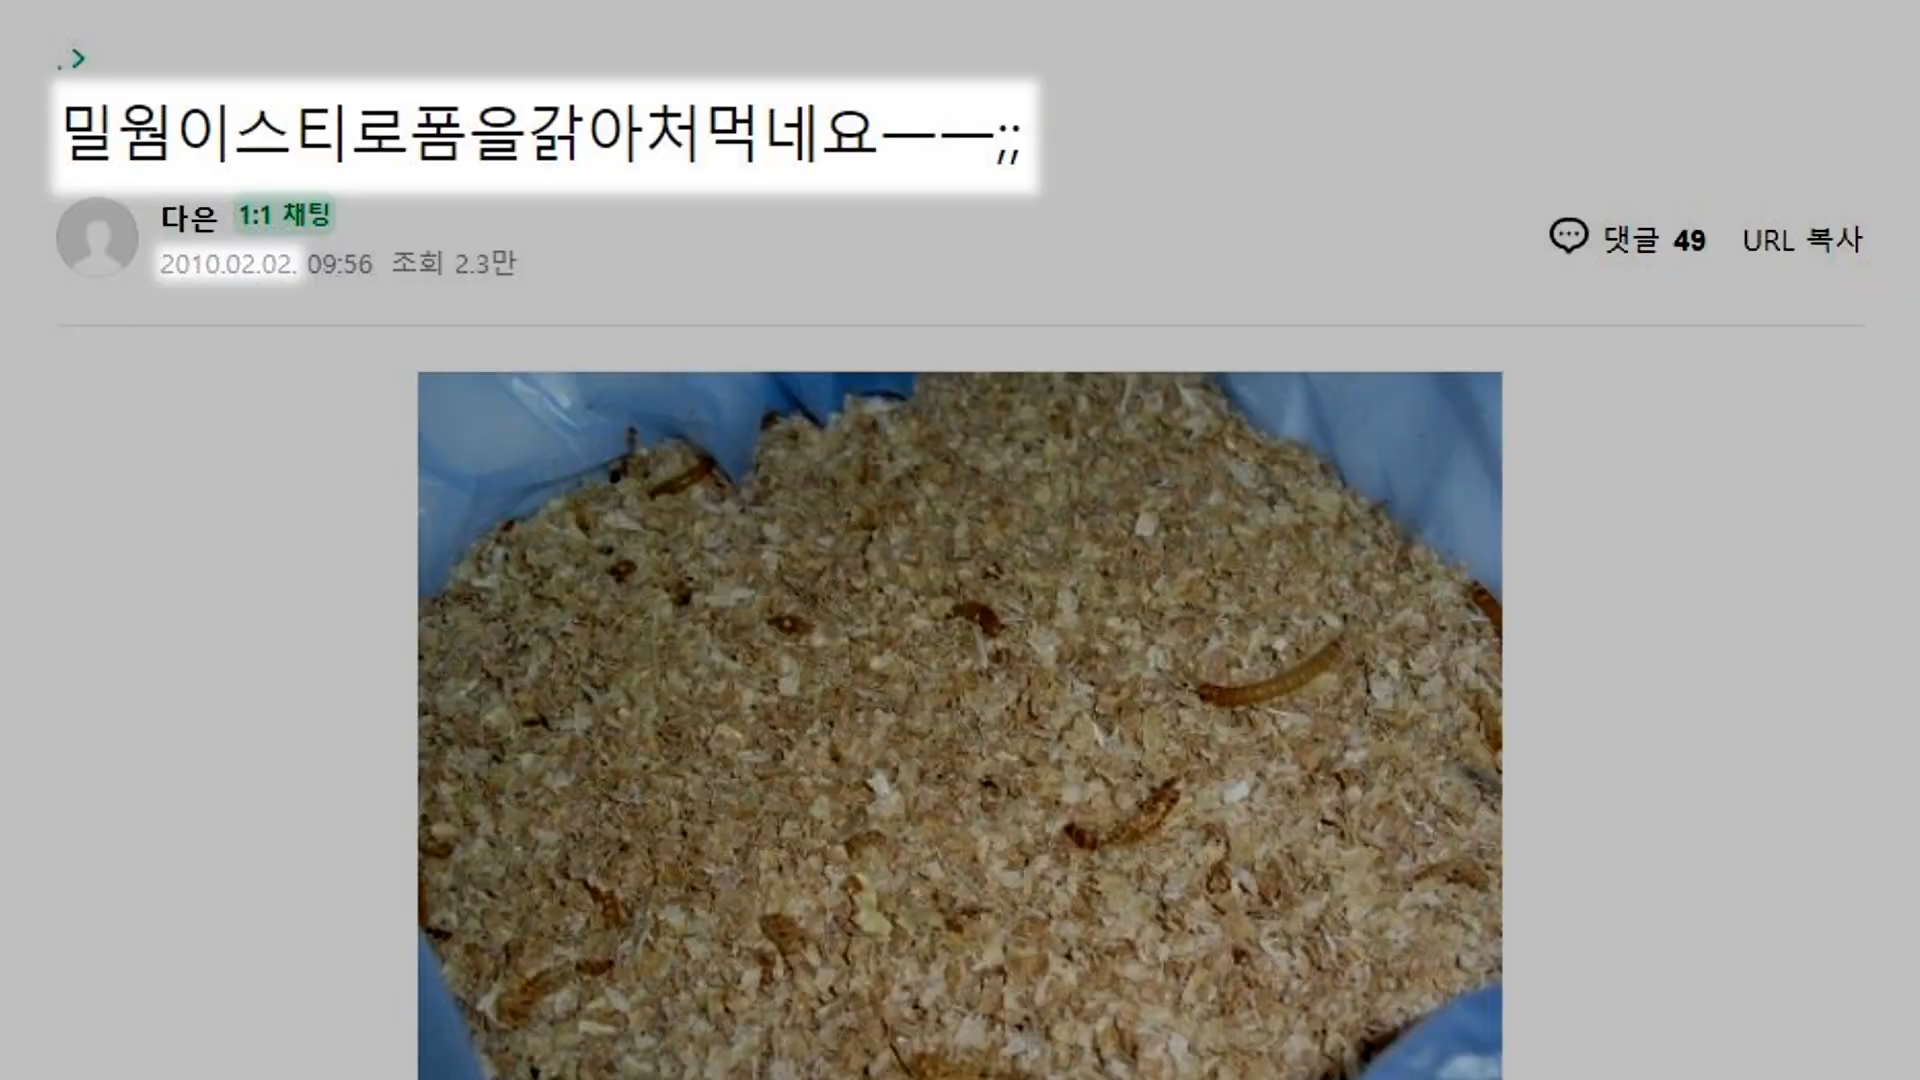 . >
밀웜이스티로폼을갉아처먹네요ㅡㅡ;;
다은 1:1 채팅
2010.02.02. 09:56 조회 2.3만
댓글 49 URL 복사